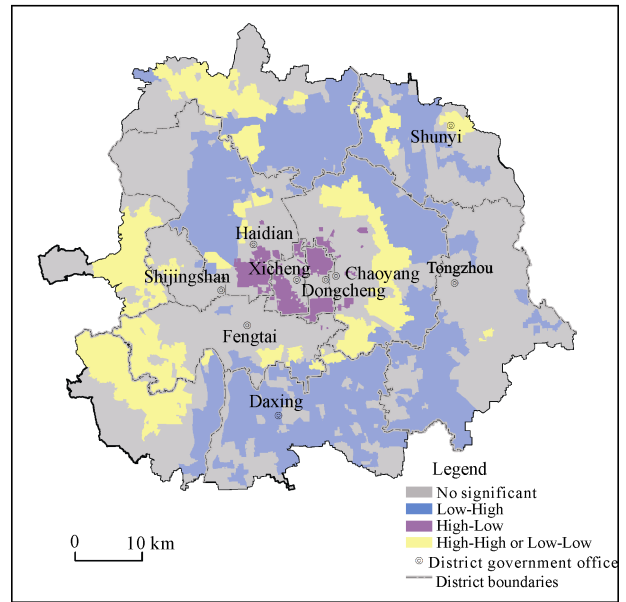 Shunyi
Haidian
Xicheng
Chaoyang
Shijingshan
Dongcheng
Tongzhou
Fengtai
Daxing
Legend
No significant
Low-High
High-Low
High-High or Low-Low
District government office
District boundaries
0 10 km